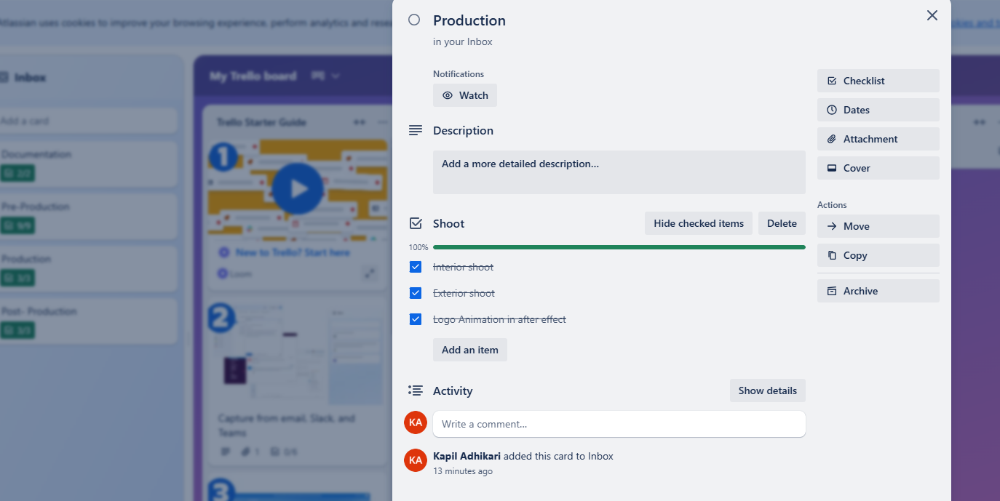 Atlassian uses cookies to improve your browsing experience, perform analytics and rese
Inbox
Add a card
Documentation
2/2
Pre-Production
9/9
Production
3/3
Post- Production
3/3
My Trello board
Trello Starter Guide
1
New to Trello? Start here
Loom
2
Capture from email, Slack, and
Teams
1
0/6
3
Production
in your Inbox
Notifications
Watch
Description
Add a more detailed description...
Shoot
Hide checked items
Delete
100%
Interior shoot
Exterior shoot
Logo Animation in after effect
Add an item
Activity
Show details
KA
Write a comment...
KA
Kapil Adhikari added this card to Inbox
13 minutes ago
Checklist
Dates
Attachment
Cover
Actions
Move
Copy
Archive